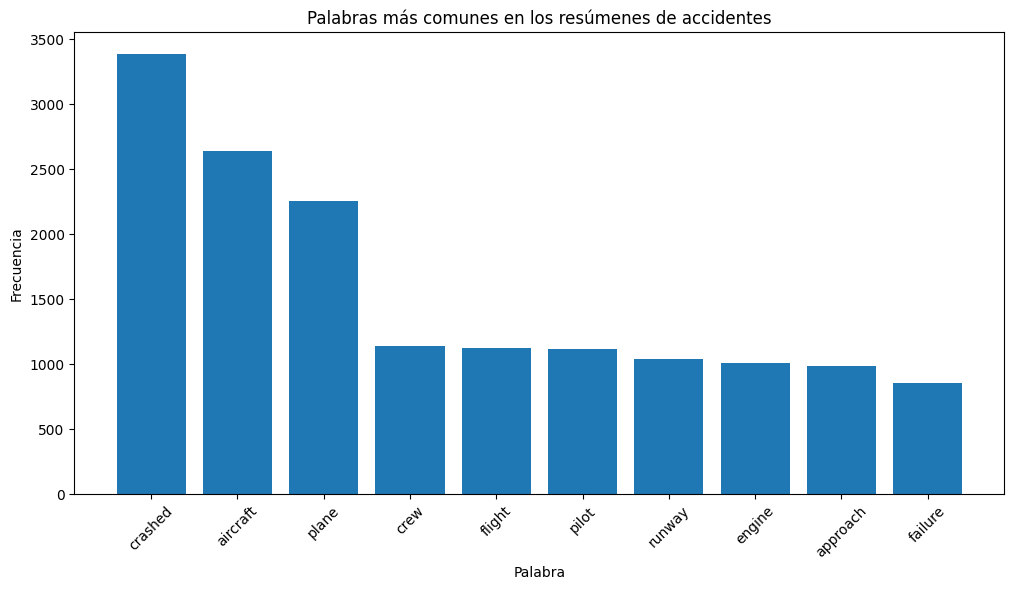 Palabras más comunes en los resúmenes de accidentes
Frecuencia
3500
3000
2500
2000
1500
1000
500
0
crashed
aircraft
plane
crew
flight
pilot
runway
engine
approach
failure
Palabra